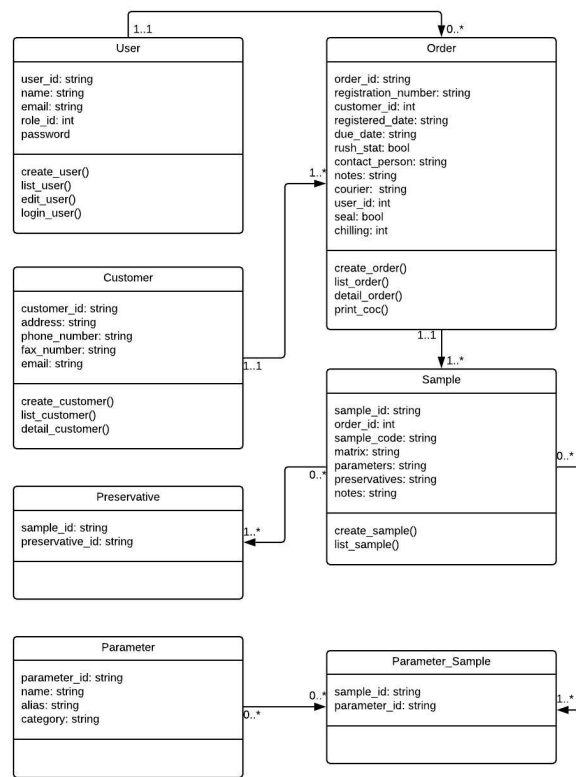 1..1
0..*
User
user_id: string
name: string
email: string
role_id: int
password
create_user()
list_user()
edit_user()
login_user()
Order
order_id: string
registration_number: string
customer_id: int
registered_date: string
due_date: string
rush_stat: bool
contact_person: string
notes: string
courier: string
user_id: int
seal: bool
chilling: int
create_order()
list_order()
detail_order()
print_coc()
1..*
Customer
customer_id: string
address: string
phone_number: string
fax_number: string
email: string
create_customer()
list_customer()
detail_customer()
1..1
1..1
1..*
Sample
sample_id: string
order_id: int
sample_code: string
matrix: string
parameters: string
preservatives: string
notes: string
create_sample()
list_sample()
0..*
0..*
Preservative
sample_id: string
preservative_id: string
1..*
Parameter
parameter_id: string
name: string
alias: string
category: string
0..*
0..*
Parameter_Sample
sample_id: string
parameter_id: string
1..*